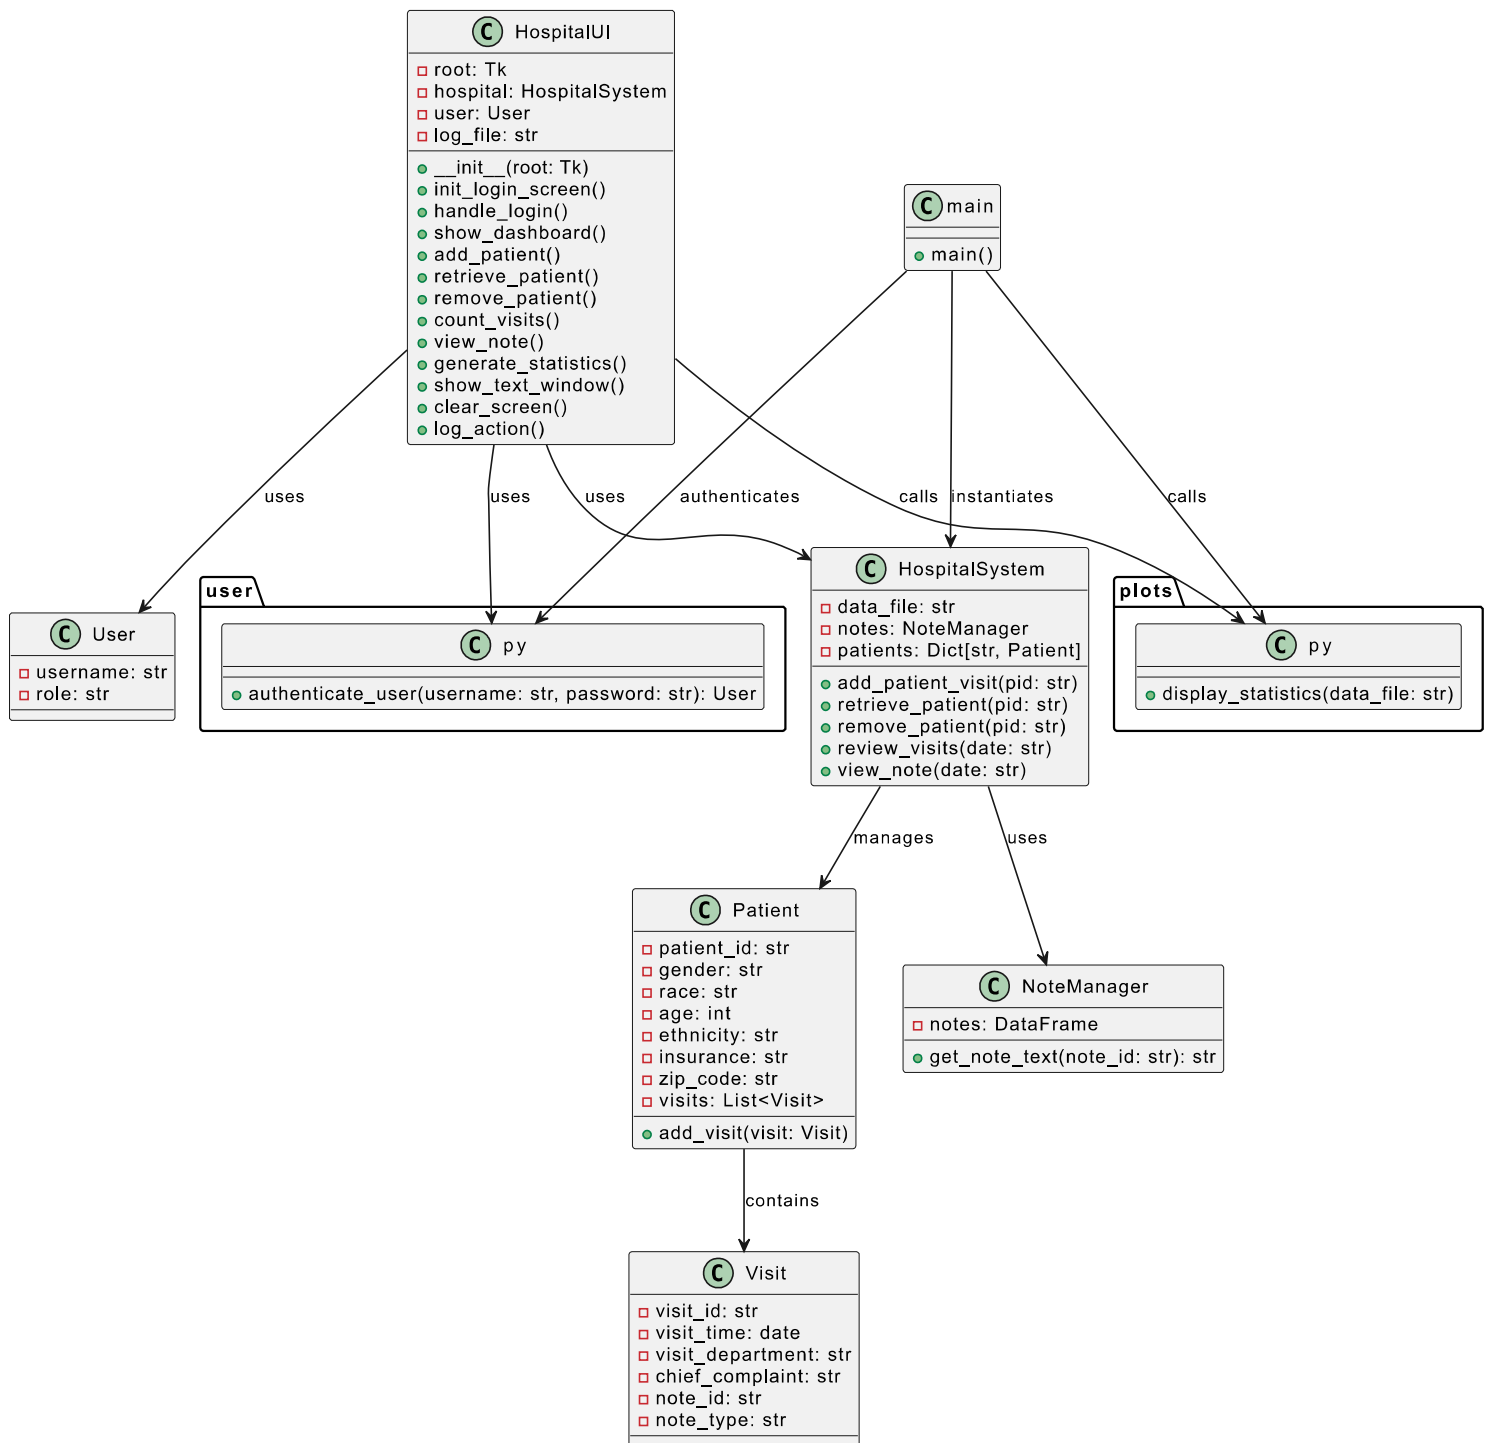 C HospitalUI
root: Tk
hospital: HospitalSystem
user: User
log_file: str
__init__(root: Tk)
init_login_screen()
handle_login()
show_dashboard()
add_patient()
retrieve_patient()
remove_patient()
count_visits()
view_note()
generate_statistics()
show_text_window()
clear_screen()
log_action()
C main
main()
uses
uses
uses
authenticates
calls
instantiates
calls
C User
username: str
role: str
user
C py
authenticate_user(username: str, password: str): User
C HospitalSystem
data_file: str
notes: NoteManager
patients: Dict[str, Patient]
add_patient_visit(pid: str)
retrieve_patient(pid: str)
remove_patient(pid: str)
review_visits(date: str)
view_note(date: str)
plots
C py
display_statistics(data_file: str)
manages
uses
C Patient
patient_id: str
gender: str
race: str
age: int
ethnicity: str
insurance: str
zip_code: str
visits: List<Visit>
add_visit(visit: Visit)
C NoteManager
notes: DataFrame
get_note_text(note_id: str): str
contains
C Visit
visit_id: str
visit_time: date
visit_department: str
chief_complaint: str
note_id: str
note_type: str